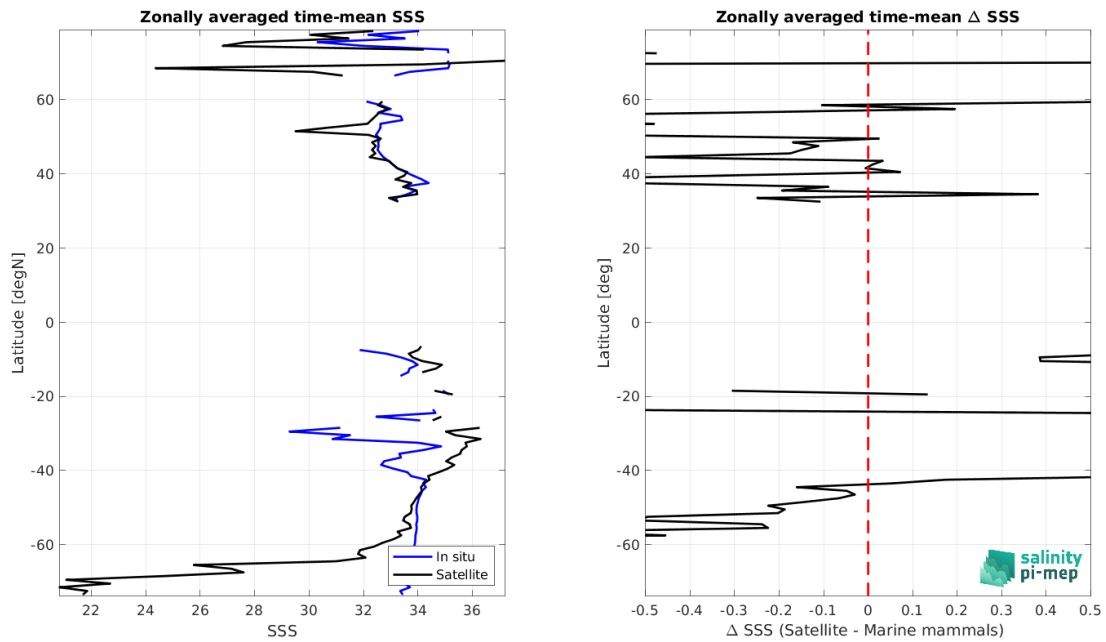 Zonally averaged time-mean SSS
60
40
20
0
-20
-40
-60
Latitude [degN]
22 24 26 28 30 32 34 36
SSS
In situ
Satellite
Zonally averaged time-mean Δ SSS
60
40
20
0
-20
-40
-60
Latitude [deg]
-0.5 -0.4 -0.3 -0.2 -0.1 0 0.1 0.2 0.3 0.4 0.5
Δ SSS (Satellite - Marine mammals)
salinity
pi-mep